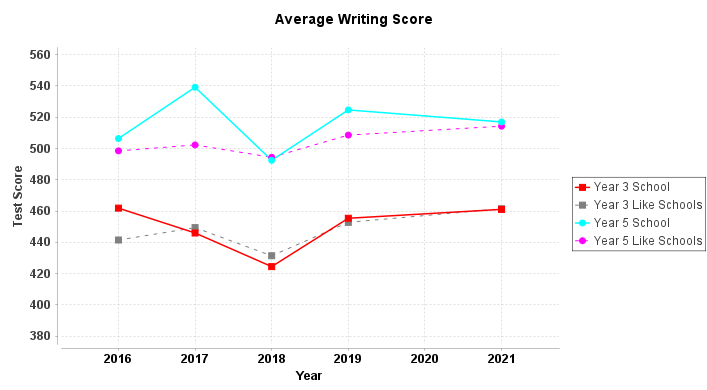 Average Writing Score
560
540
520
500
480
460
440
420
400
380
Test Score
2016 2017 2018 2019 2020 2021
Year
Year 3 School
Year 3 Like Schools
Year 5 School
Year 5 Like Schools